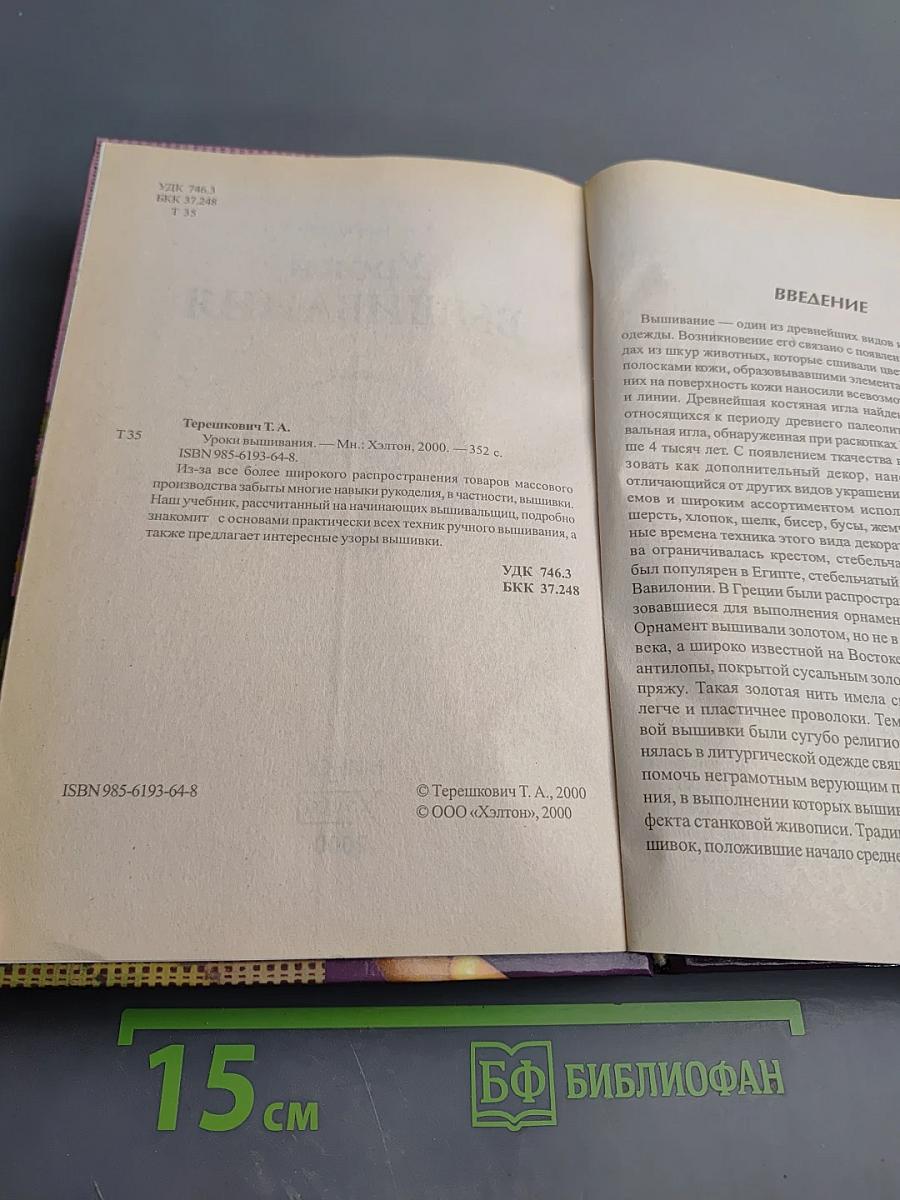 УДК 746.3
ББК 37.248
Т 35
Терешкович Т. А.
Т35
Уроки вышивания. — Мн.: Хэлтон, 2000. — 352 с.
ISBN 985-6193-64-8.
Из-за все более широкого распространения товаров массового
производства забыты многие навыки рукоделия, в частности, вышивки.
Наш учебник, рассчитанный на начинающих вышивальщиц, подробно
знакомит с основами практически всех техник ручного вышивания, а
также предлагает интересные узоры вышивки.
УДК 746.3
ББК 37.248
ISBN 985-6193-64-8
© Терешкович Т. А., 2000
© ООО «Хэлтон», 2000
ВВЕДЕНИЕ
Вышивание — один из древнейших видов
одежды. Возникновение его связано с появлен
дах из шкур животных, которые сшивали цве
полосками кожи, образовывавшими элемента
них на поверхность кожи наносили всевозмо
и линии. Древнейшая костяная игла найде
относящихся к периоду древнего палеолит
вальная игла, обнаруженная при раскопках
ше 4 тысяч лет. С появлением ткачества
зовать как дополнительный декор, нан
отличающийся от других видов украшени
емов и широким ассортиментом испол
шерсть, хлопок, шелк, бисер, бусы, жемч
ные времена техника этого вида декорат
ва ограничивалась крестом, стебельча
был популярен в Египте, стебельчатый
Вавилонии. В Греции были распростра
зовавшиеся для выполнения орнамен
Орнамент вышивали золотом, но не в
века, а широко известной на Востоке
антилопы, покрытой сусальным золо
пряжу. Такая золотая нить имела с
легче и пластичнее проволоки. Тем
вой вышивки были сугубо религио
нялась в литургической одежде свящ
помочь неграмотным верующим п
ния, в выполнении которых вышив
фекта станковой живописи. Тради
шивок, положившие начало средне
15 см
БФ БИБЛИОФАН